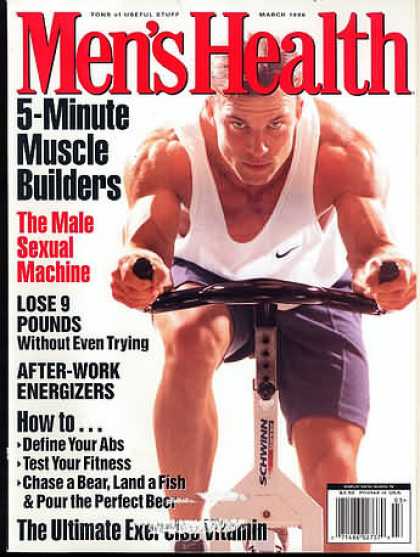 TONS of USEFUL STUFF
MARCH 1996
Men'sHealth
5-Minute
Muscle
Builders
The Male
Sexual
Machine
LOSE 9
POUNDS
Without Even Trying
AFTER-WORK
ENERGIZERS
How to . . .
Define Your Abs
Test Your Fitness
Chase a Bear, Land a Fish
& Pour the Perfect Beer
The Ultimate Exercise Vitamin
SCHWINN